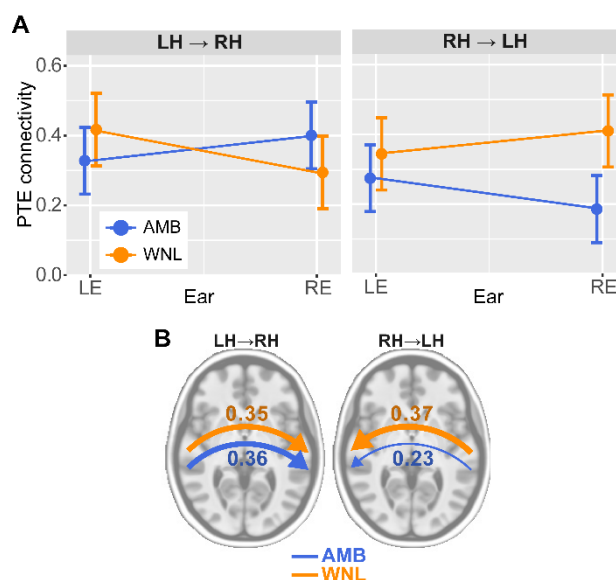 A
LH → RH
RH → LH
PTE connectivity
0.6
0.4
0.2
0.0
AMB
WNL
LE
RE
LE
RE
Ear
Ear
B
LH→RH
RH→LH
0.35
0.37
0.36
0.23
AMB
WNL